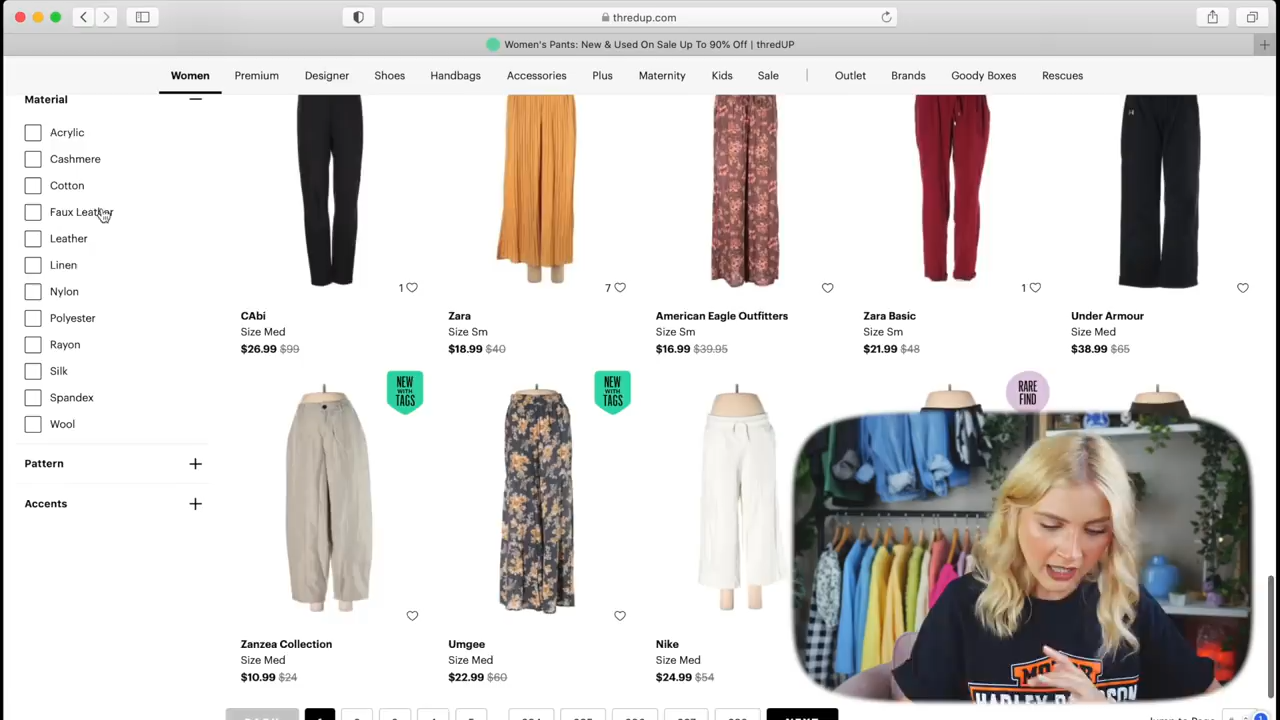 thredup.com
Women's Pants: New & Used On Sale Up To 90% Off | thredUP
Women Premium Designer Shoes Handbags Accessories Plus Maternity Kids Sale | Outlet Brands Goody Boxes Rescues
Material
Acrylic
Cashmere
Cotton
Faux Leather
Leather
Linen
Nylon
Polyester
Rayon
Silk
Spandex
Wool
Pattern
Accents
1
CAbi
Size Med
$26.99 $99
7
Zara
Size Sm
$18.99 $40
American Eagle Outfitters
Size Sm
$16.99 $39.95
1
Zara Basic
Size Sm
$21.99 $48
Under Armour
Size Med
$38.99 $65
NEW
WITH
TAGS
Zanzea Collection
Size Med
$10.99 $24
NEW
WITH
TAGS
Umgee
Size Med
$22.99 $60
Nike
Size Med
$24.99 $54
RARE
FIND
HARLEY-DAVIDSON